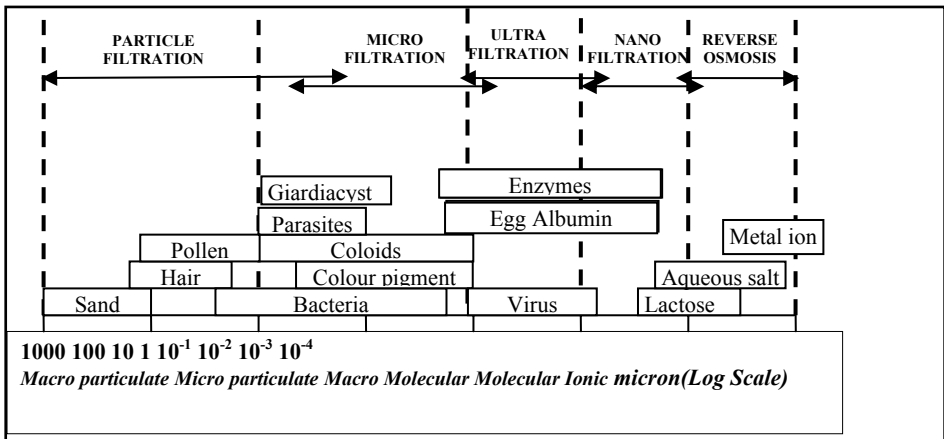 PARTICLE
FILTRATION
MICRO
FILTRATION
ULTRA
FILTRATION
NANO
FILTRATION
REVERSE
OSMOSIS
Giardiacyst
Enzymes
Parasites
Egg Albumin
Metal ion
Pollen
Coloids
Hair
Colour pigment
Aqueous salt
Sand
Bacteria
Virus
Lactose
1000 100 10 1 10⁻¹ 10⁻² 10⁻³ 10⁻⁴
Macro particulate Micro particulate Macro Molecular Molecular Ionic micron(Log Scale)